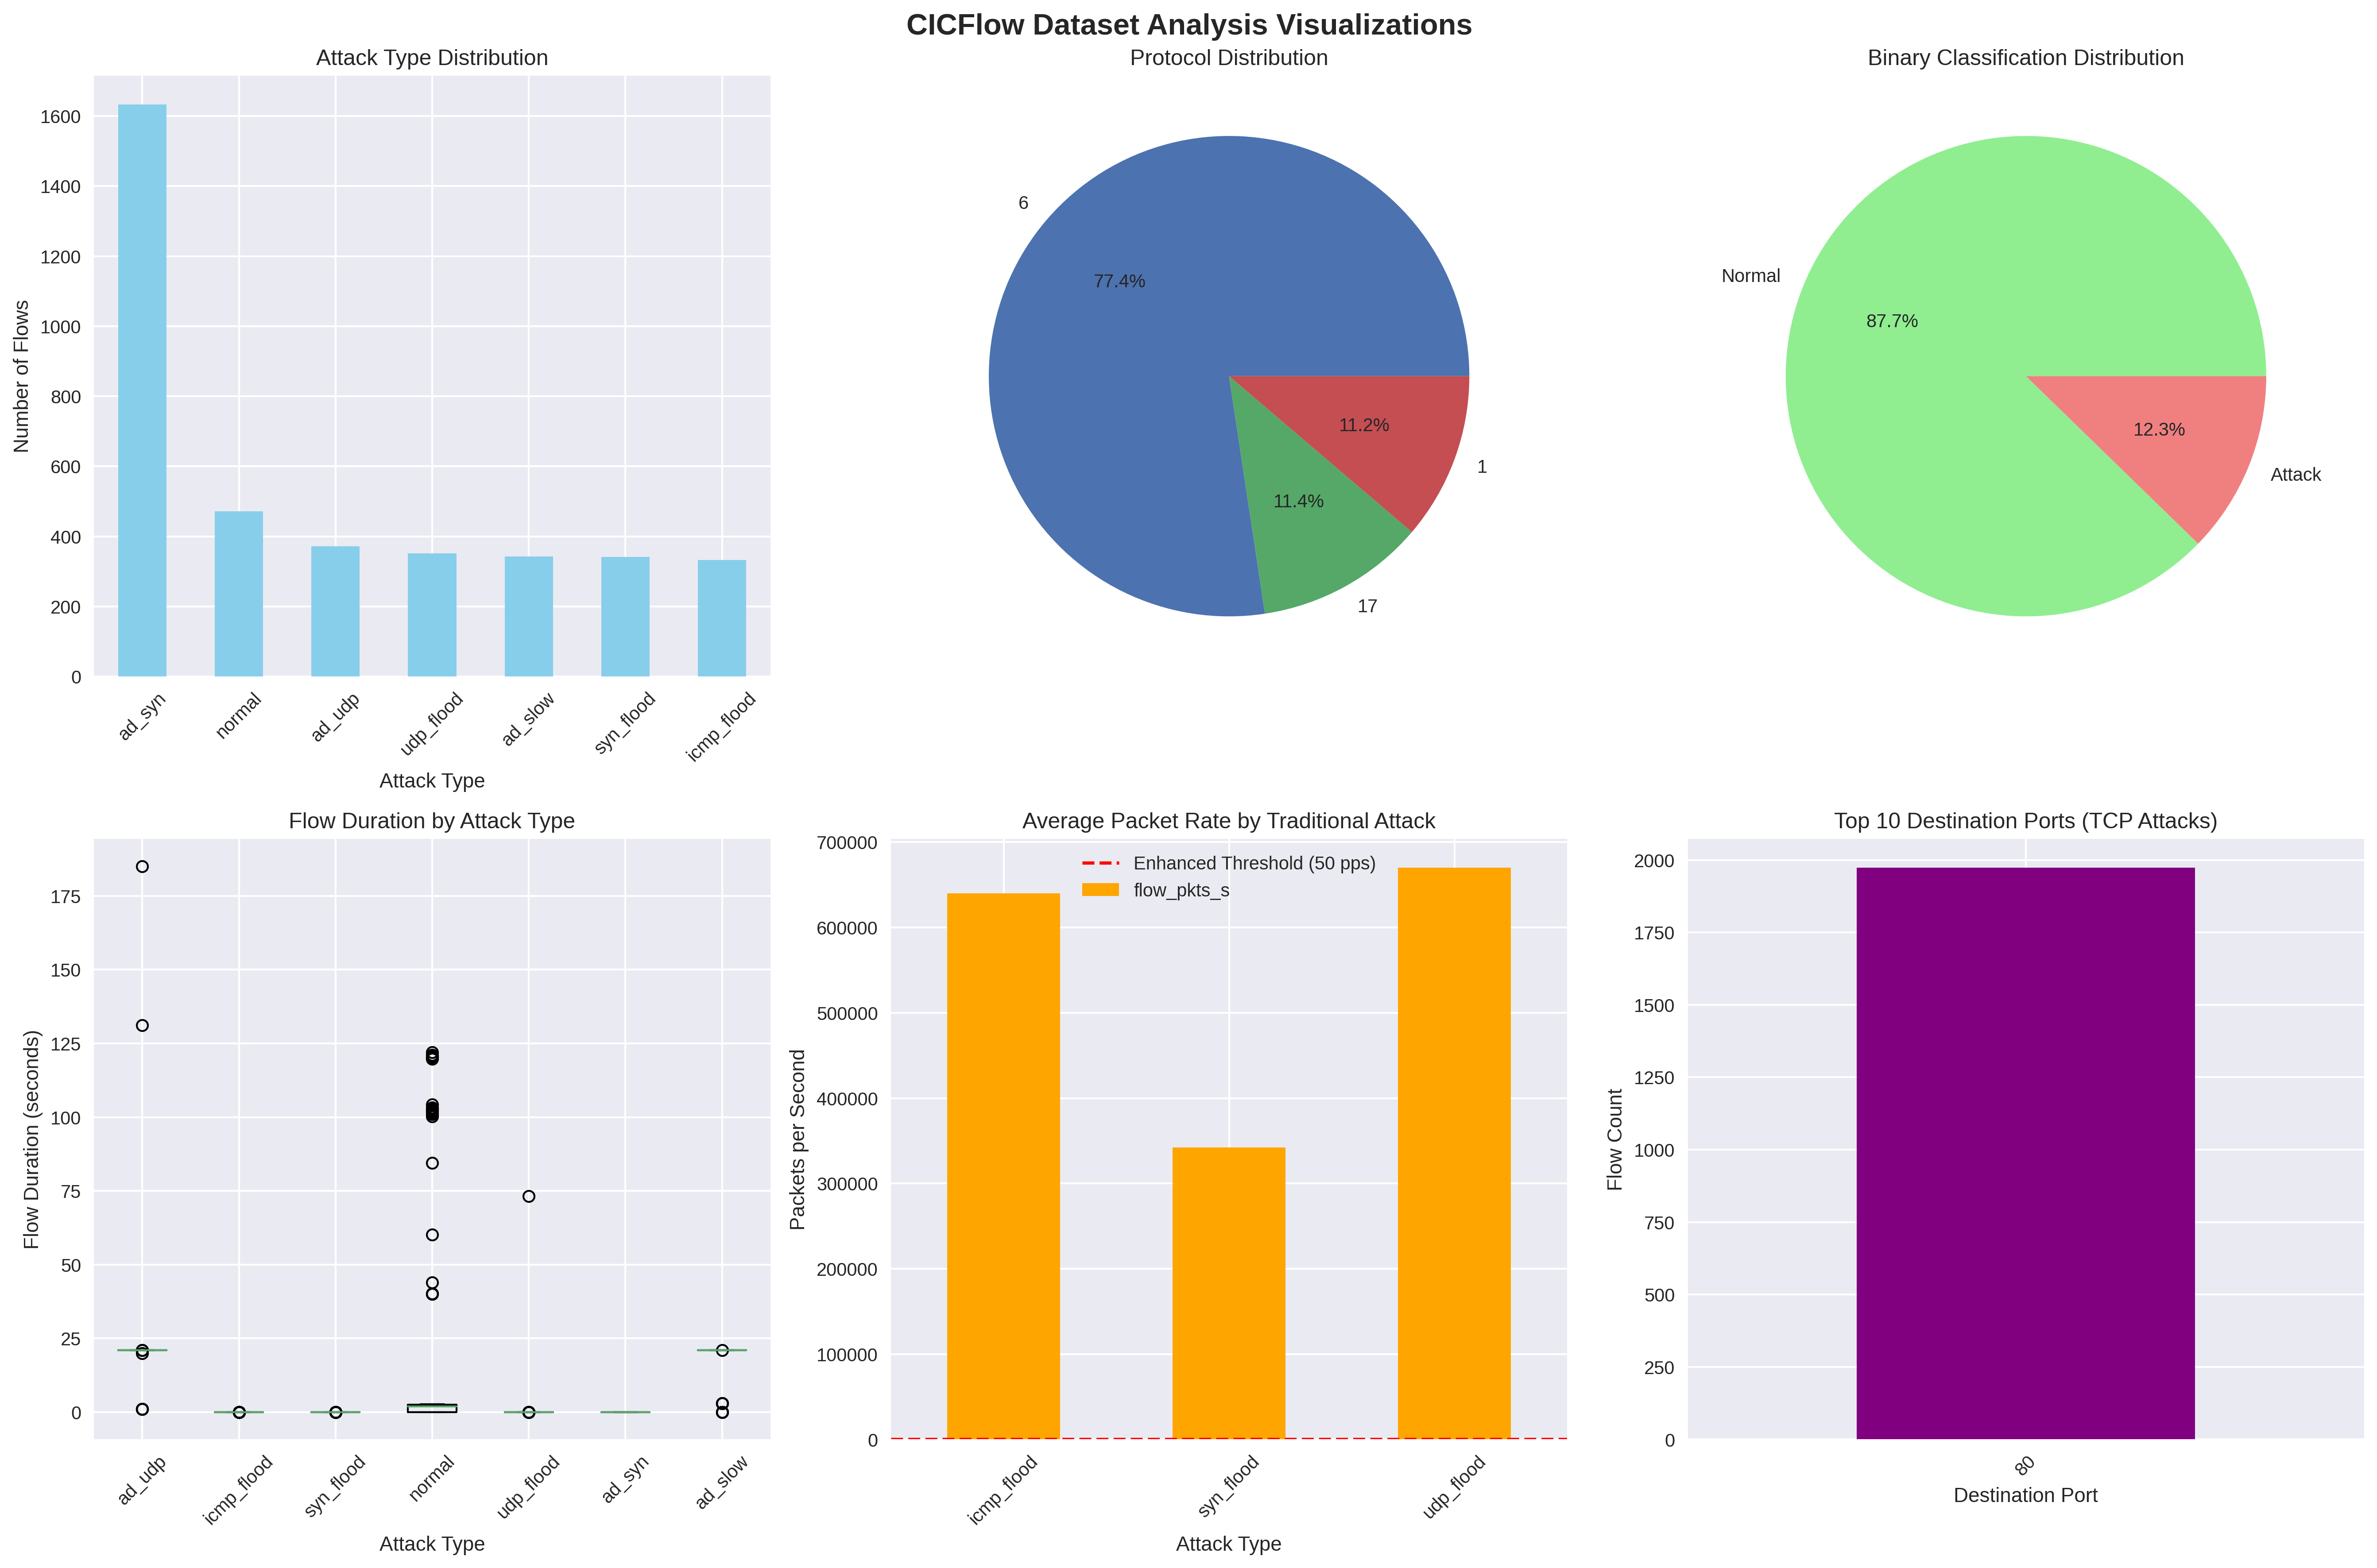 CICFlow Dataset Analysis Visualizations
Attack Type Distribution
Number of Flows
1600
1400
1200
1000
800
600
400
200
0
ad_syn
normal
ad_udp
udp_flood
ad_slow
syn_flood
icmp_flood
Attack Type
Protocol Distribution
6
77.4%
11.2%
1
11.4%
17
Binary Classification Distribution
Normal
87.7%
12.3%
Attack
Flow Duration by Attack Type
Flow Duration (seconds)
175
150
125
100
75
50
25
0
ad_udp
icmp_flood
syn_flood
normal
udp_flood
ad_syn
ad_slow
Attack Type
Average Packet Rate by Traditional Attack
Packets per Second
700000
600000
500000
400000
300000
200000
100000
0
Enhanced Threshold (50 pps)
flow_pkts_s
icmp_flood
syn_flood
udp_flood
Attack Type
Top 10 Destination Ports (TCP Attacks)
Flow Count
2000
1750
1500
1250
1000
750
500
250
0
80
Destination Port